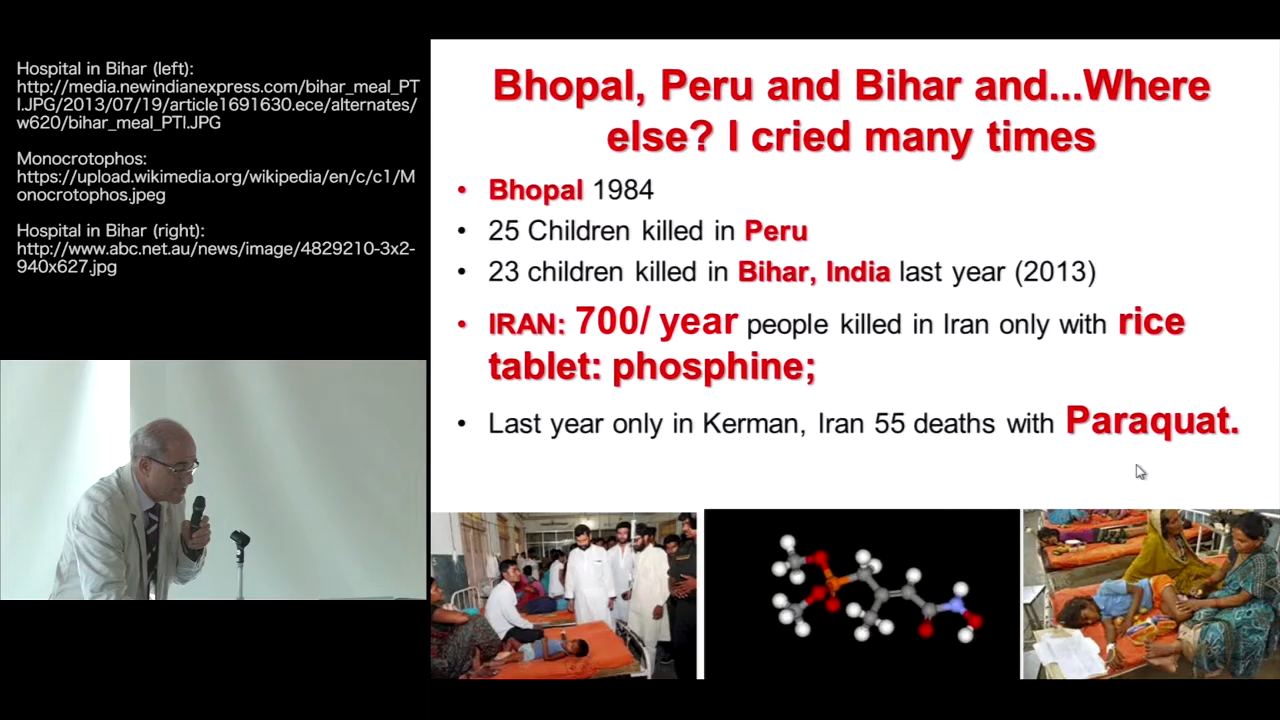 Hospital in Bihar (left):
http://media.newindianexpress.com/bihar_meal_PT
I.JPG/2013/07/19/article1691630.ece/alternates/
w620/bihar_meal_PTI.JPG
Monocrotophos:
https://upload.wikimedia.org/wikipedia/en/c/c1/M
onocrotophos.jpeg
Hospital in Bihar (right):
http://www.abc.net.au/news/image/4829210-3x2-
940x627.jpg
Bhopal, Peru and Bihar and...Where
else? I cried many times
• Bhopal 1984
• 25 Children killed in Peru
• 23 children killed in Bihar, India last year (2013)
• IRAN: 700/ year people killed in Iran only with rice
tablet: phosphine;
• Last year only in Kerman, Iran 55 deaths with Paraquat.